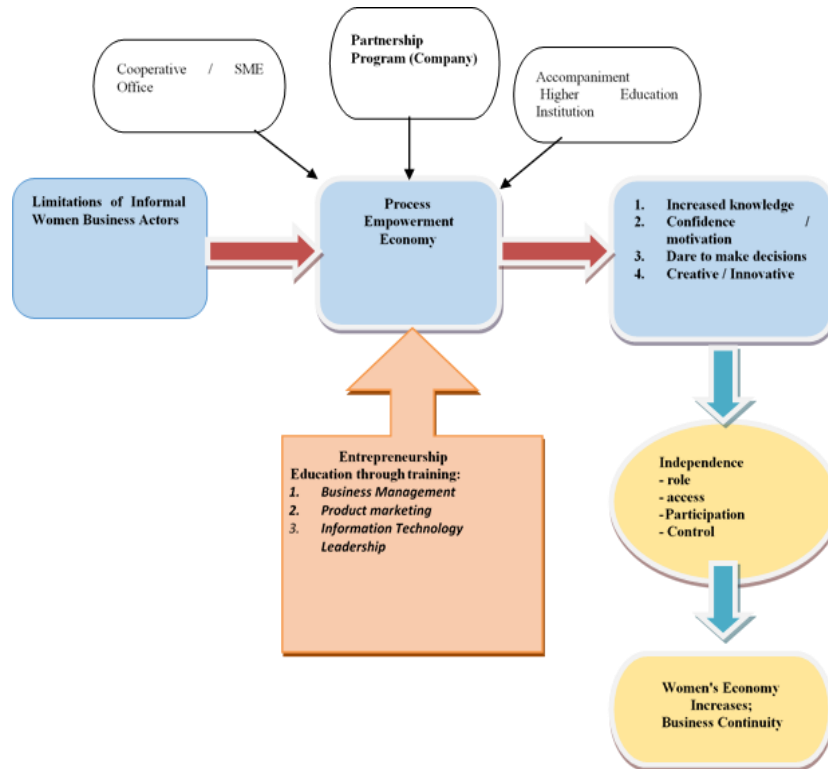 Partnership
Program (Company)
Cooperative / SME
Office
Accompaniment
Higher Education
Institution
Limitations of Informal
Women Business Actors
Process
Empowerment
Economy
1. Increased knowledge
2. Confidence /
motivation
3. Dare to make decisions
4. Creative / Innovative
Entrepreneurship
Education through training:
1. Business Management
2. Product marketing
3. Information Technology
Leadership
Independence
- role
- access
-Participation
- Control
Women's Economy
Increases;
Business Continuity